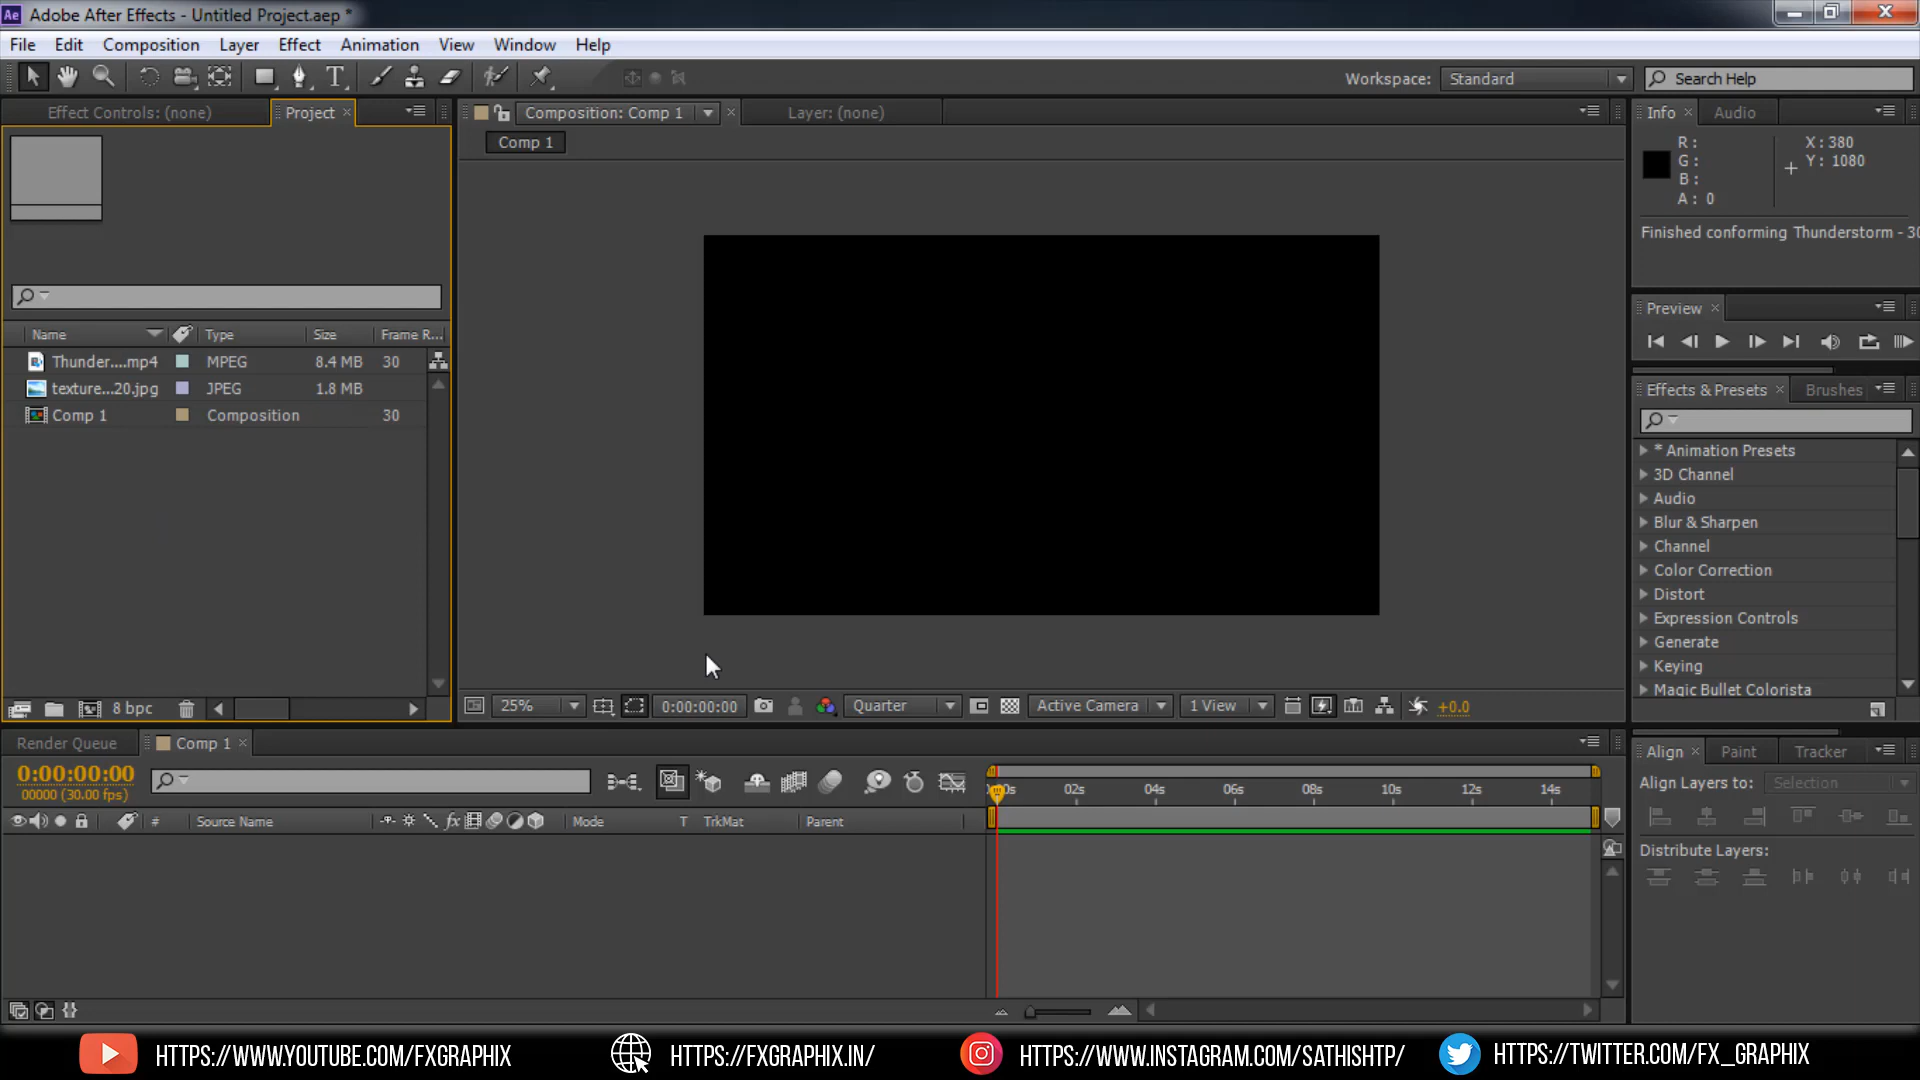 Ae Adobe After Effects - Untitled Project.aep *
File Edit Composition Layer Effect Animation View Window Help
T Workspace: Standard Search Help
Effect Controls: (none) Project Composition: Comp 1 Layer: (none) Info Audio
Comp 1
R: X: 380
G: Y: 1080
B:
A: 0
Finished conforming Thunderstorm - 30
Preview
Name Type Size Frame R...
Thunder....mp4 MPEG 8.4 MB 30
texture...20.jpg JPEG 1.8 MB
Comp 1 Composition 30
Effects & Presets Brushes
* Animation Presets
3D Channel
Audio
Blur & Sharpen
Channel
Color Correction
Distort
Expression Controls
Generate
Keying
Magic Bullet Colorista
8 bpc 25% 0:00:00:00 Quarter Active Camera 1 View +0.0
Render Queue Comp 1 Align Paint Tracker
0:00:00:00
00000 (30.00 fps)
02s 04s 06s 08s 10s 12s 14s
Align Layers to: Selection
# Source Name fx Mode T TrkMat Parent
Distribute Layers:
HTTPS://WWW.YOUTUBE.COM/FXGRAPHIX HTTPS://FXGRAPHIX.IN/ HTTPS://WWW.INSTAGRAM.COM/SATHISHTP/ HTTPS://TWITTER.COM/FX_GRAPHIX